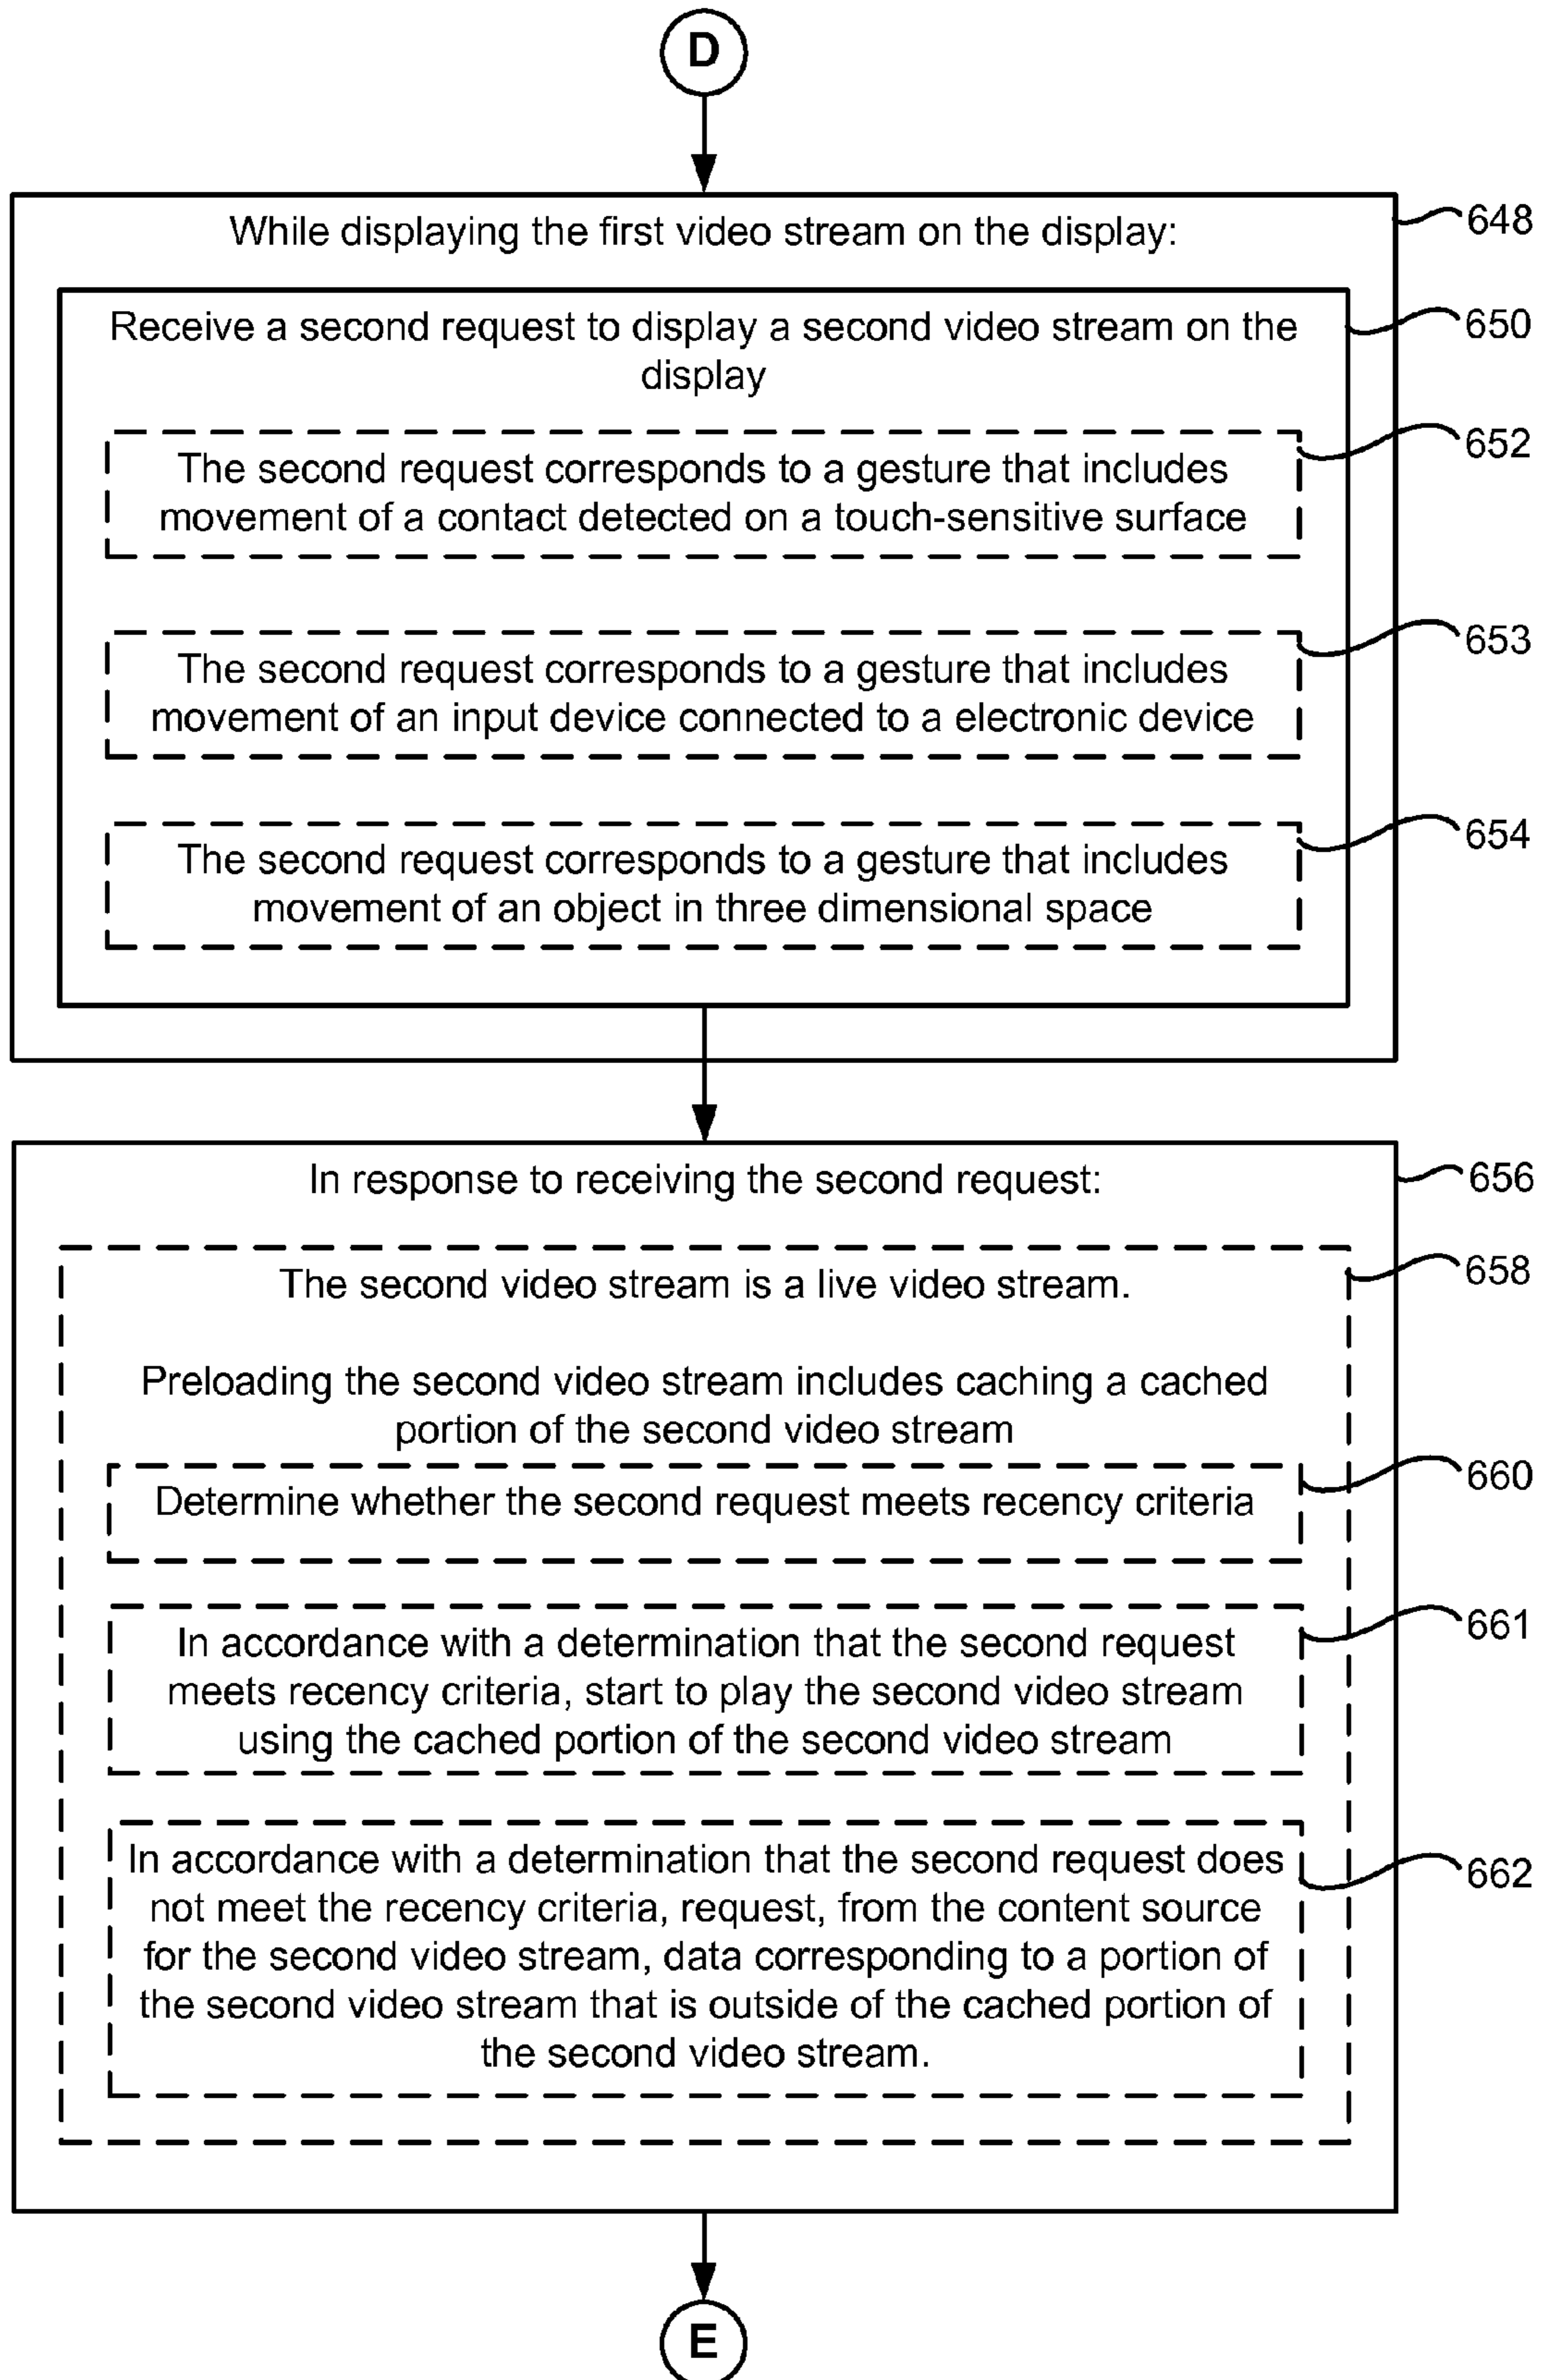 D
While displaying the first video stream on the display:
648
Receive a second request to display a second video stream on the
display
650
The second request corresponds to a gesture that includes
movement of a contact detected on a touch-sensitive surface
652
The second request corresponds to a gesture that includes
movement of an input device connected to a electronic device
653
The second request corresponds to a gesture that includes
movement of an object in three dimensional space
654
In response to receiving the second request:
656
The second video stream is a live video stream.
658
Preloading the second video stream includes caching a cached
portion of the second video stream
Determine whether the second request meets recency criteria
660
In accordance with a determination that the second request
meets recency criteria, start to play the second video stream
using the cached portion of the second video stream
661
In accordance with a determination that the second request does
not meet the recency criteria, request, from the content source
for the second video stream, data corresponding to a portion of
the second video stream that is outside of the cached portion of
the second video stream.
662
E